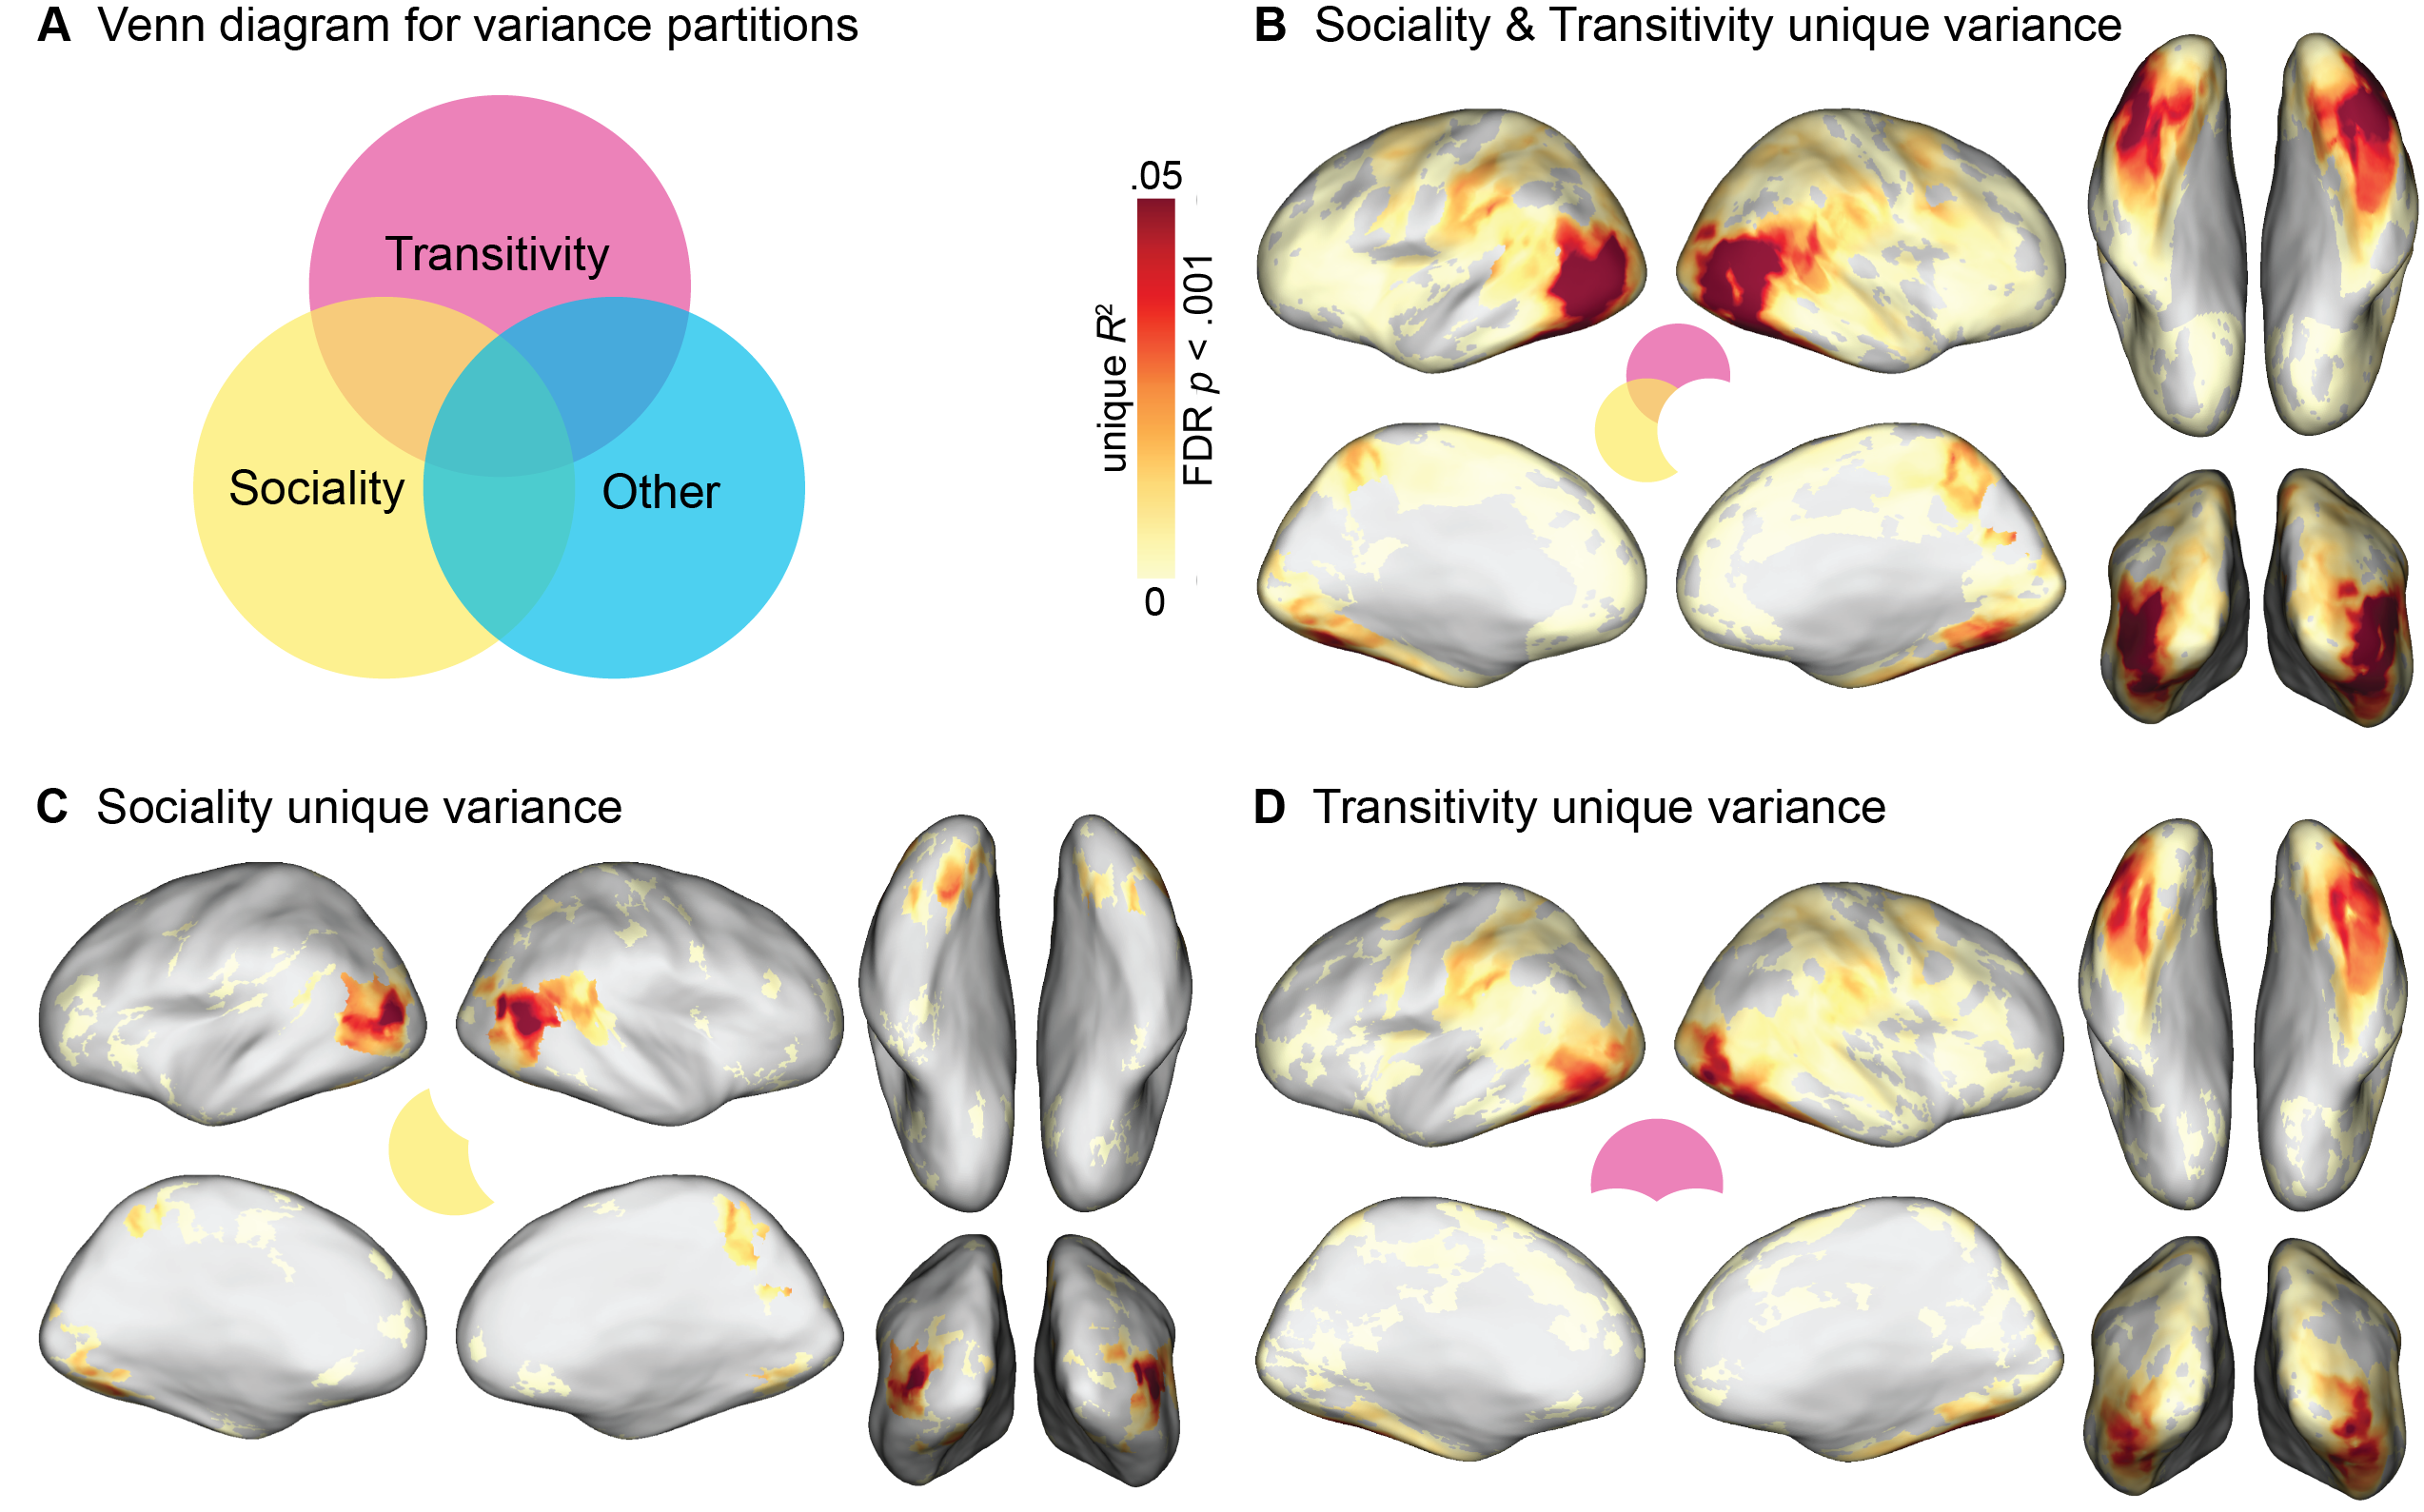 A Venn diagram for variance partitions
Transitivity
Sociality
Other
.05
unique R²
FDR p < .001
0
B Sociality & Transitivity unique variance
C Sociality unique variance
D Transitivity unique variance